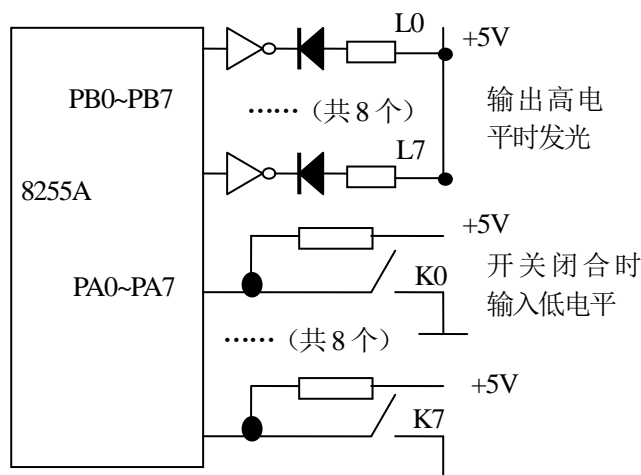 L0
+5V
PB0~PB7
……（共8个）
输出高电
平时发光
L7
8255A
+5V
PA0~PA7
K0
开关闭合时
输入低电平
……（共8个）
+5V
K7